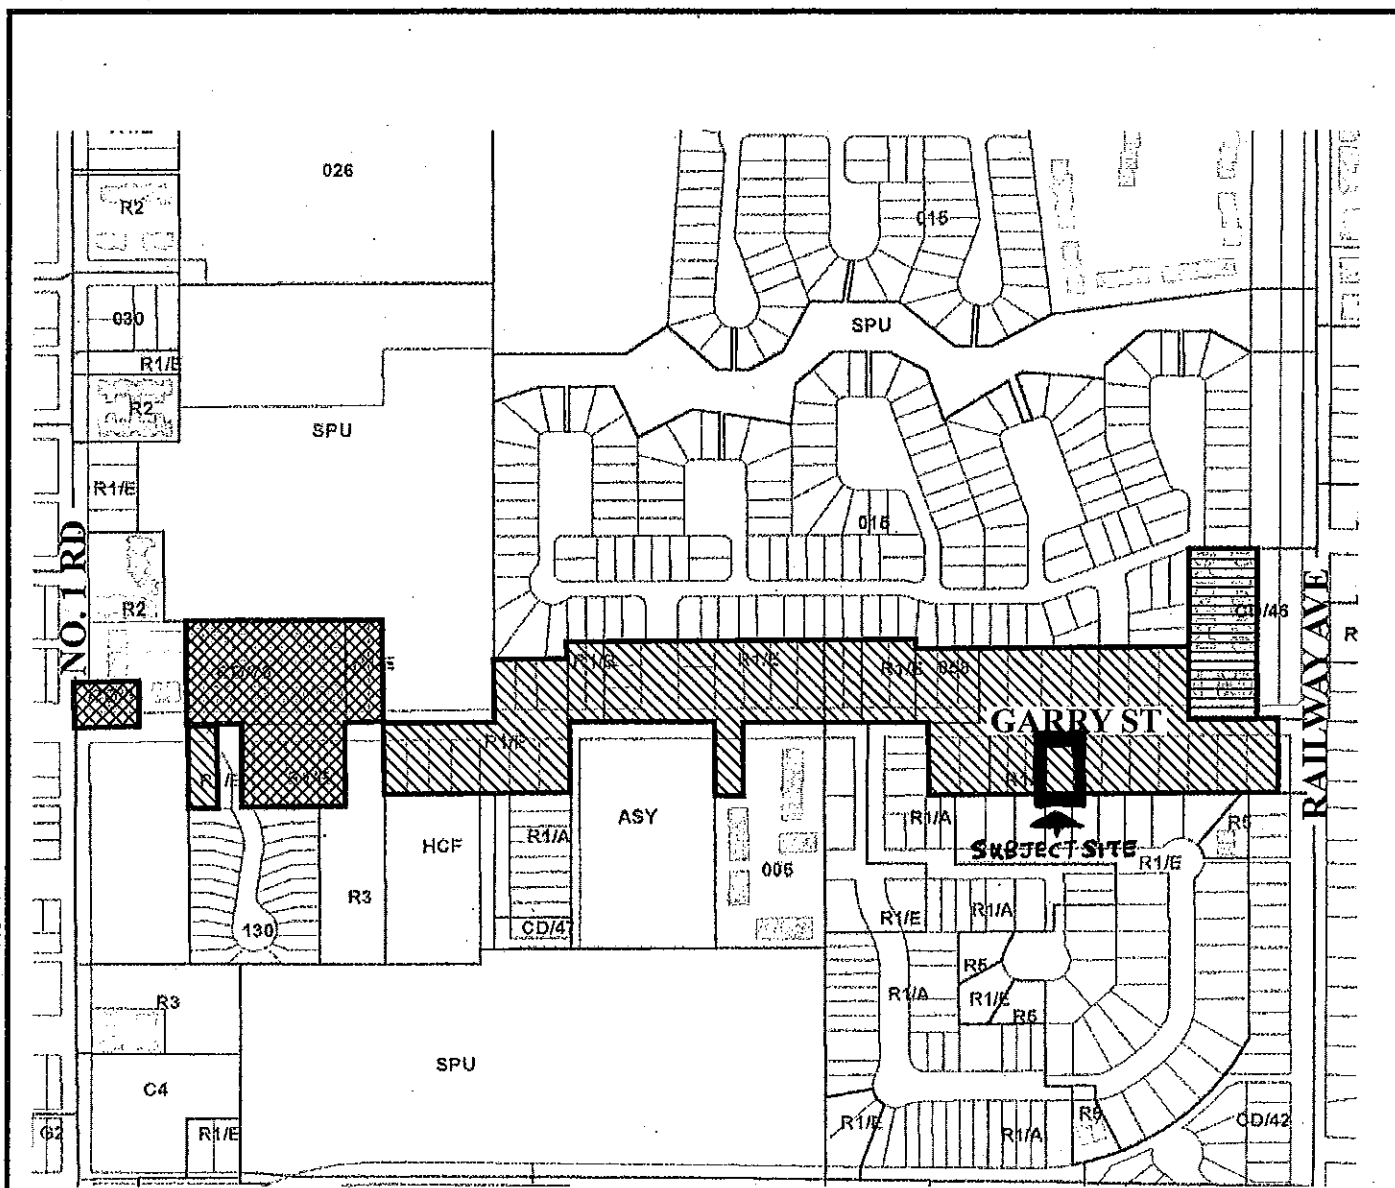 026
R2
015
SPU
030
R1/E
R2
SPU
R1/E
015
NO. 1 RD
R2
CD/46
RAILWAY AVE
R
R1/E
R1/E
GARRY ST
R1/E
R1/E
ASY
R1/A
HCF
R1/A
SUBJECT SITE
R5
R1/E
006
R3
130
CD/47
R1/E
R1/A
R5
R1/A
R1/E
R3
SPU
C4
R1/E
R1/E
R1/A
CD/42